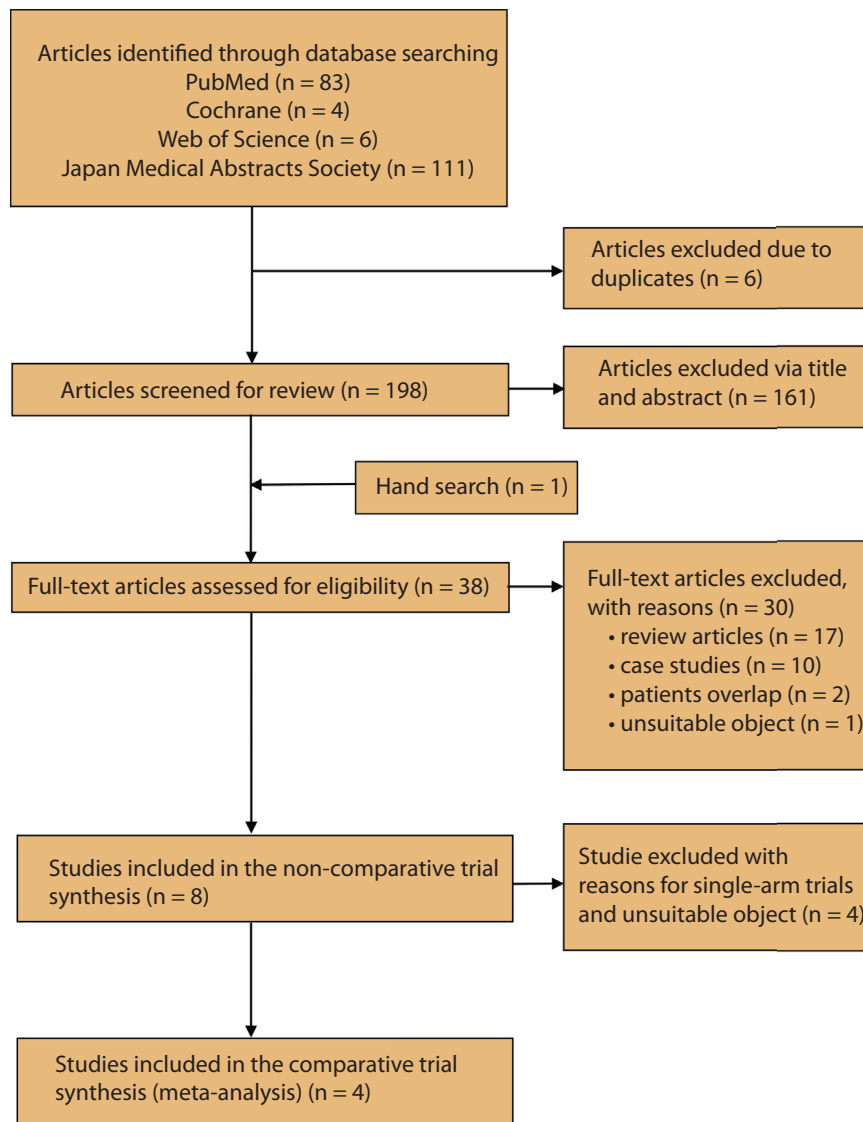 Articles identified through database searching
PubMed (n = 83)
Cochrane (n = 4)
Web of Science (n = 6)
Japan Medical Abstracts Society (n = 111)
Articles excluded due to
duplicates (n = 6)
Articles screened for review (n = 198)
Articles excluded via title
and abstract (n = 161)
Hand search (n = 1)
Full-text articles assessed for eligibility (n = 38)
Full-text articles excluded,
with reasons (n = 30)
• review articles (n = 17)
• case studies (n = 10)
• patients overlap (n = 2)
• unsuitable object (n = 1)
Studies included in the non-comparative trial
synthesis (n = 8)
Studie excluded with
reasons for single-arm trials
and unsuitable object (n = 4)
Studies included in the comparative trial
synthesis (meta-analysis) (n = 4)